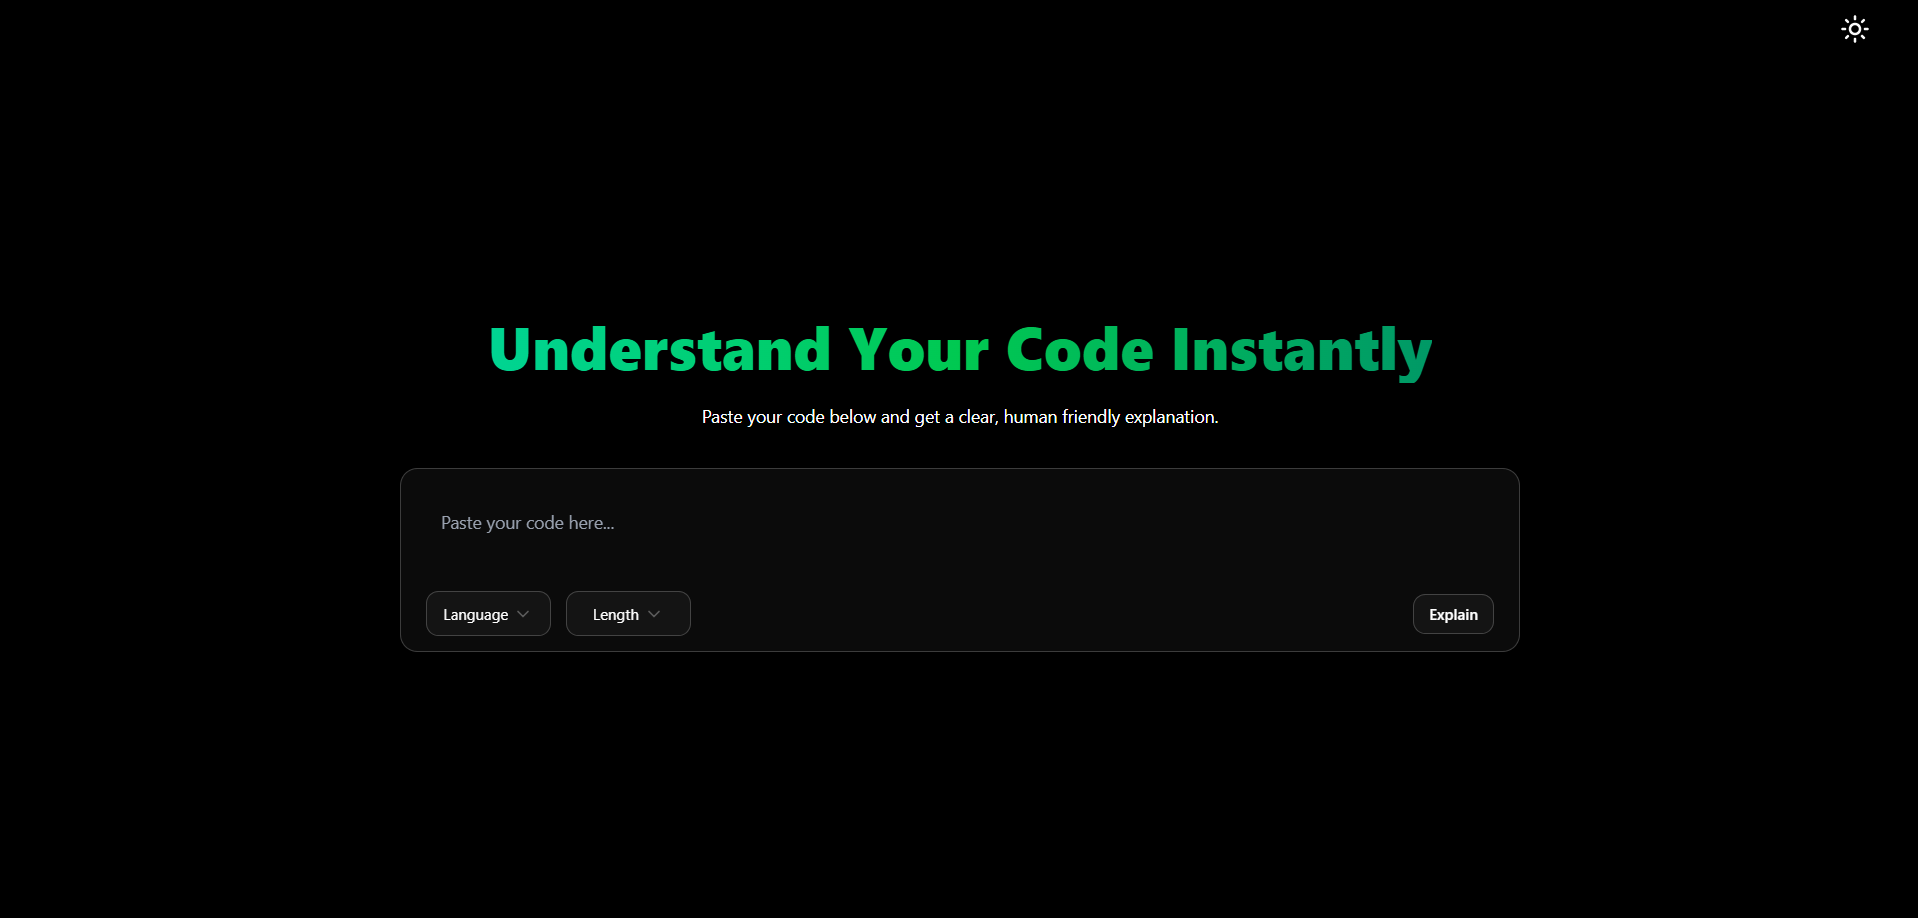 Understand Your Code Instantly
Paste your code below and get a clear, human friendly explanation.
Paste your code here...
Language
Length
Explain